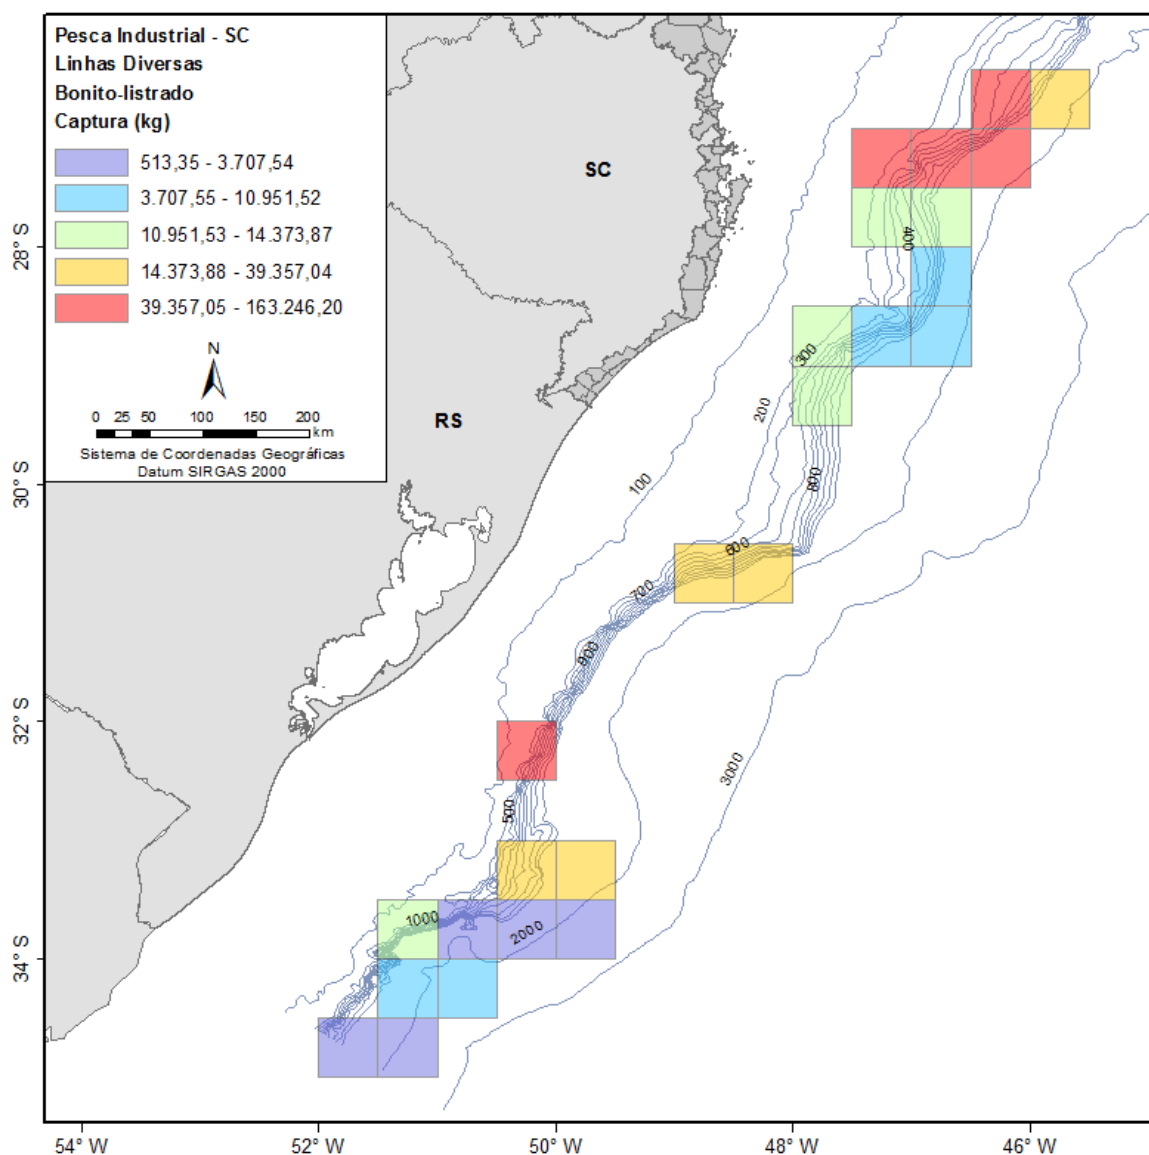 Pesca Industrial - SC
Linhas Diversas
Bonito-listrado
Captura (kg)
513,35 - 3.707,54
3.707,55 - 10.951,52
10.951,53 - 14.373,87
14.373,88 - 39.357,04
39.357,05 - 163.246,20
N
0 25 50 100 150 200
km
Sistema de Coordenadas Geográficas
Datum SIRGAS 2000
SC
RS
400
300
200
100
800
600
700
900
3000
500
1000
2000
28° S
30° S
32° S
34° S
54° W
52° W
50° W
48° W
46° W